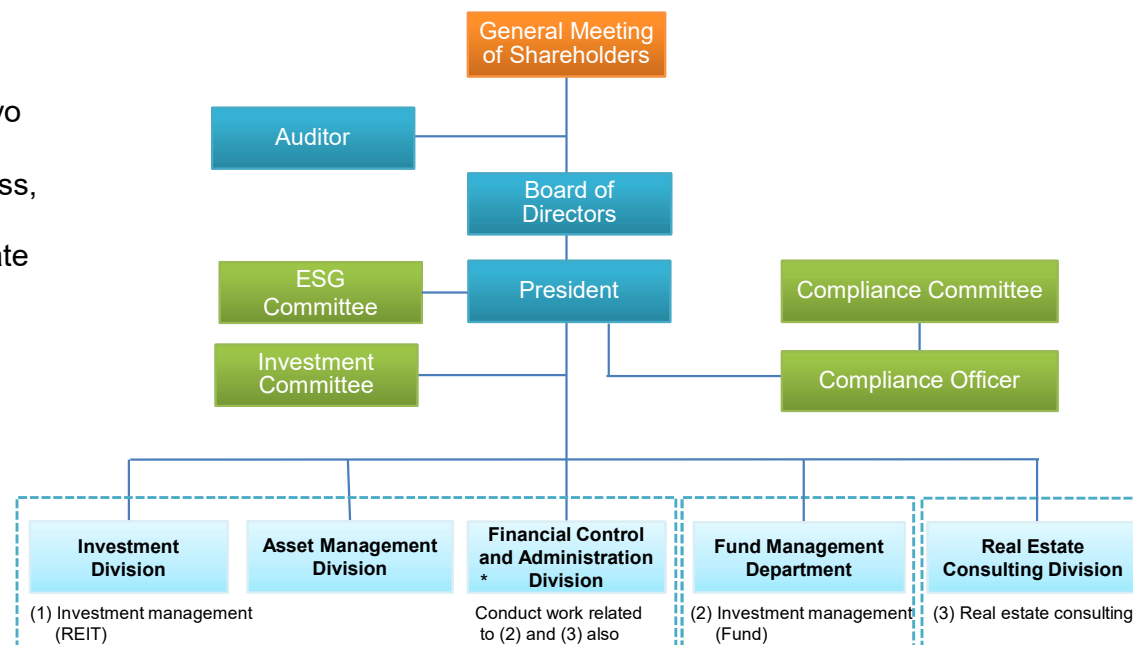 General Meeting
of Shareholders
Auditor
ss,
Board of
Directors
ESG
Committee
President
Compliance Committee
Investment
Committee
Compliance Officer
Investment
Division
Asset Management
Division
Financial Control
and Administration
* Division
Fund Management
Department
Real Estate
Consulting Division
(1) Investment management
(REIT)
Conduct work related
to (2) and (3) also
(2) Investment management
(Fund)
(3) Real estate consulting